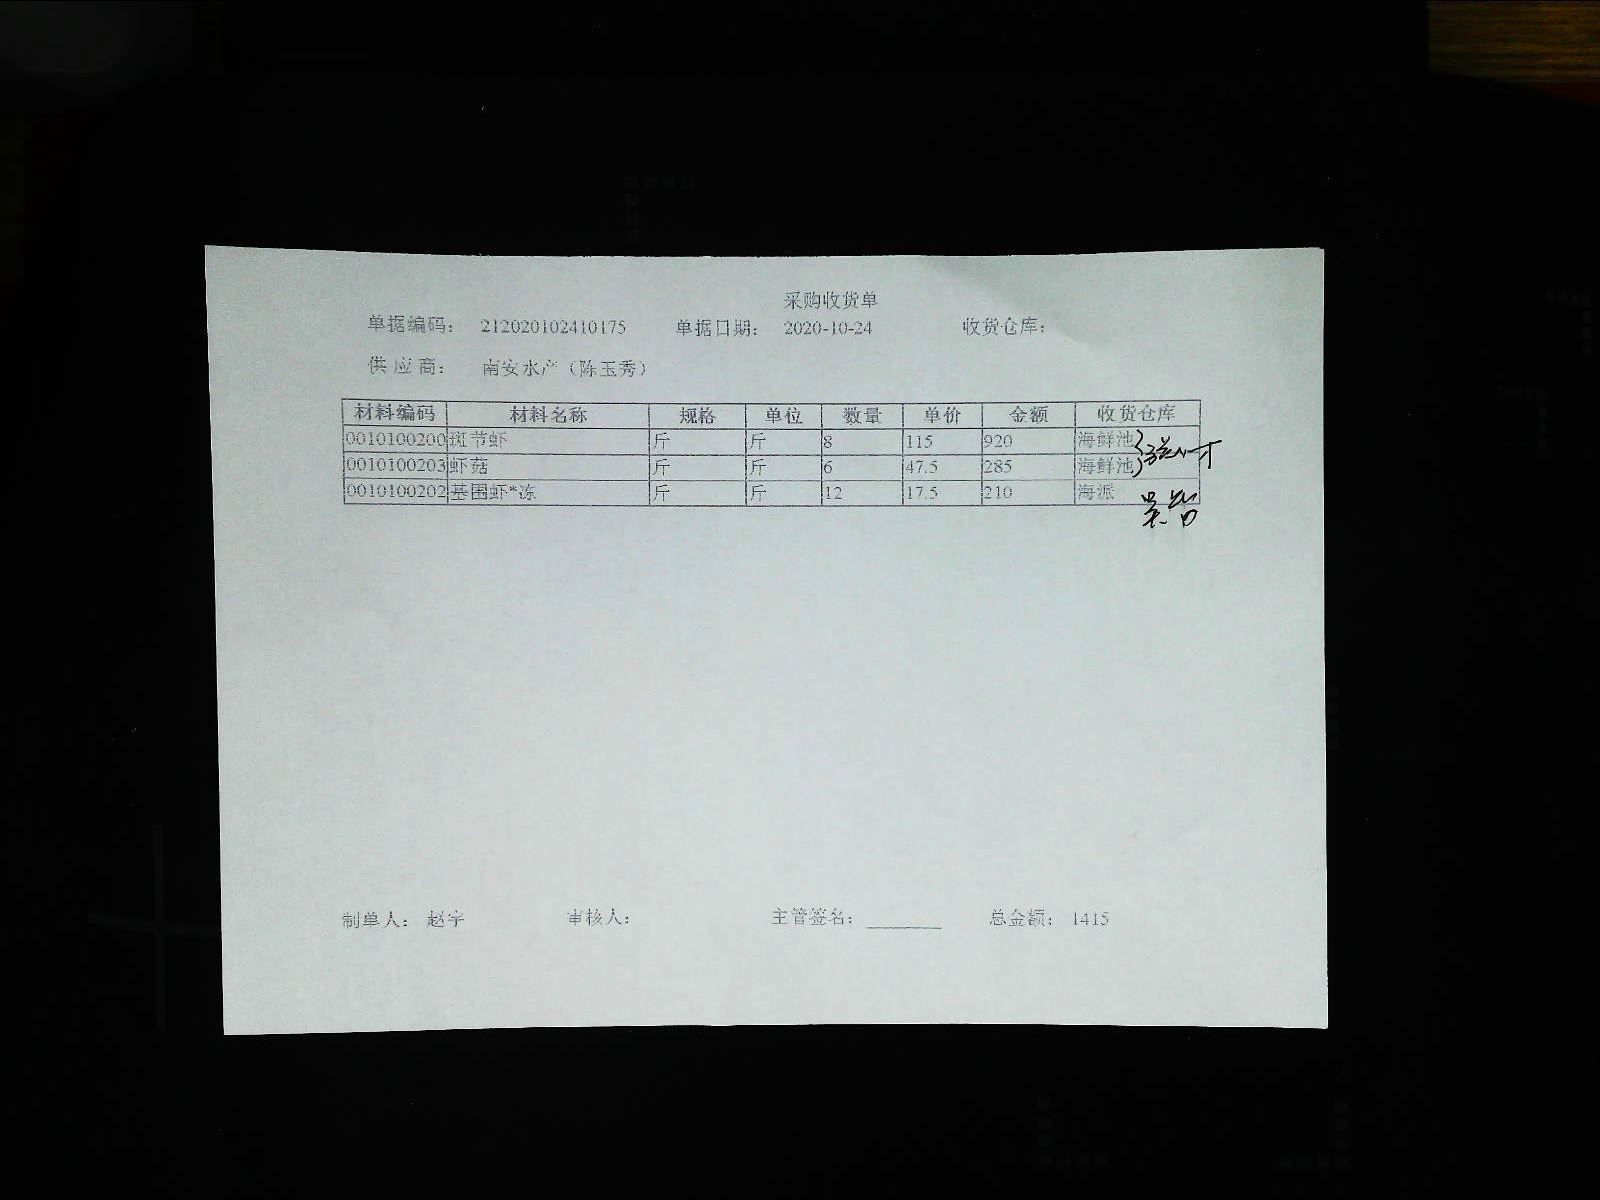 采购收货单
单据编码： 212020102410175 单据日期： 2020-10-24 收货仓库：
供 应 商： 南安水产（陈玉秀）
材料编码 材料名称 规格 单位 数量 单价 金额 收货仓库
0010100200 斑节虾 斤 斤 8 115 920 海鲜池
0010100203 虾菇 斤 斤 6 47.5 285 海鲜池
0010100202 基围虾*冻 斤 斤 12 17.5 210 海派
制单人： 赵宇 审核人： 主管签名： 总金额： 1415